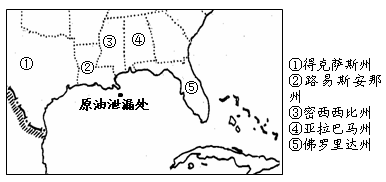 ③ ④
①
②
⑤
原油泄漏处
①得克萨斯州
②路易斯安那
州
③密西西比州
④亚拉巴马州
⑤佛罗里达州